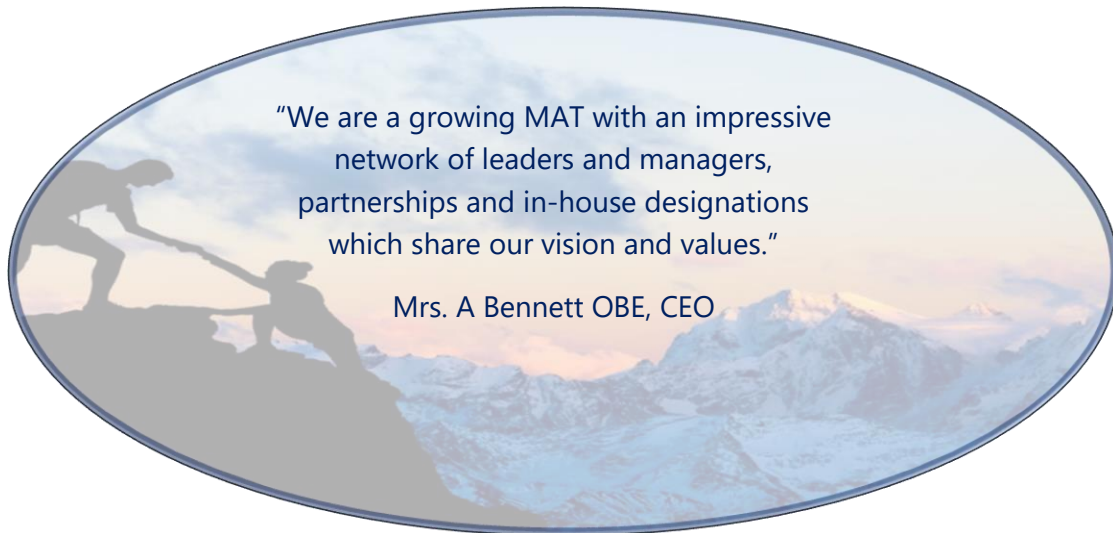 “We are a growing MAT with an impressive
network of leaders and managers,
partnerships and in-house designations
which share our vision and values.”
Mrs. A Bennett OBE, CEO